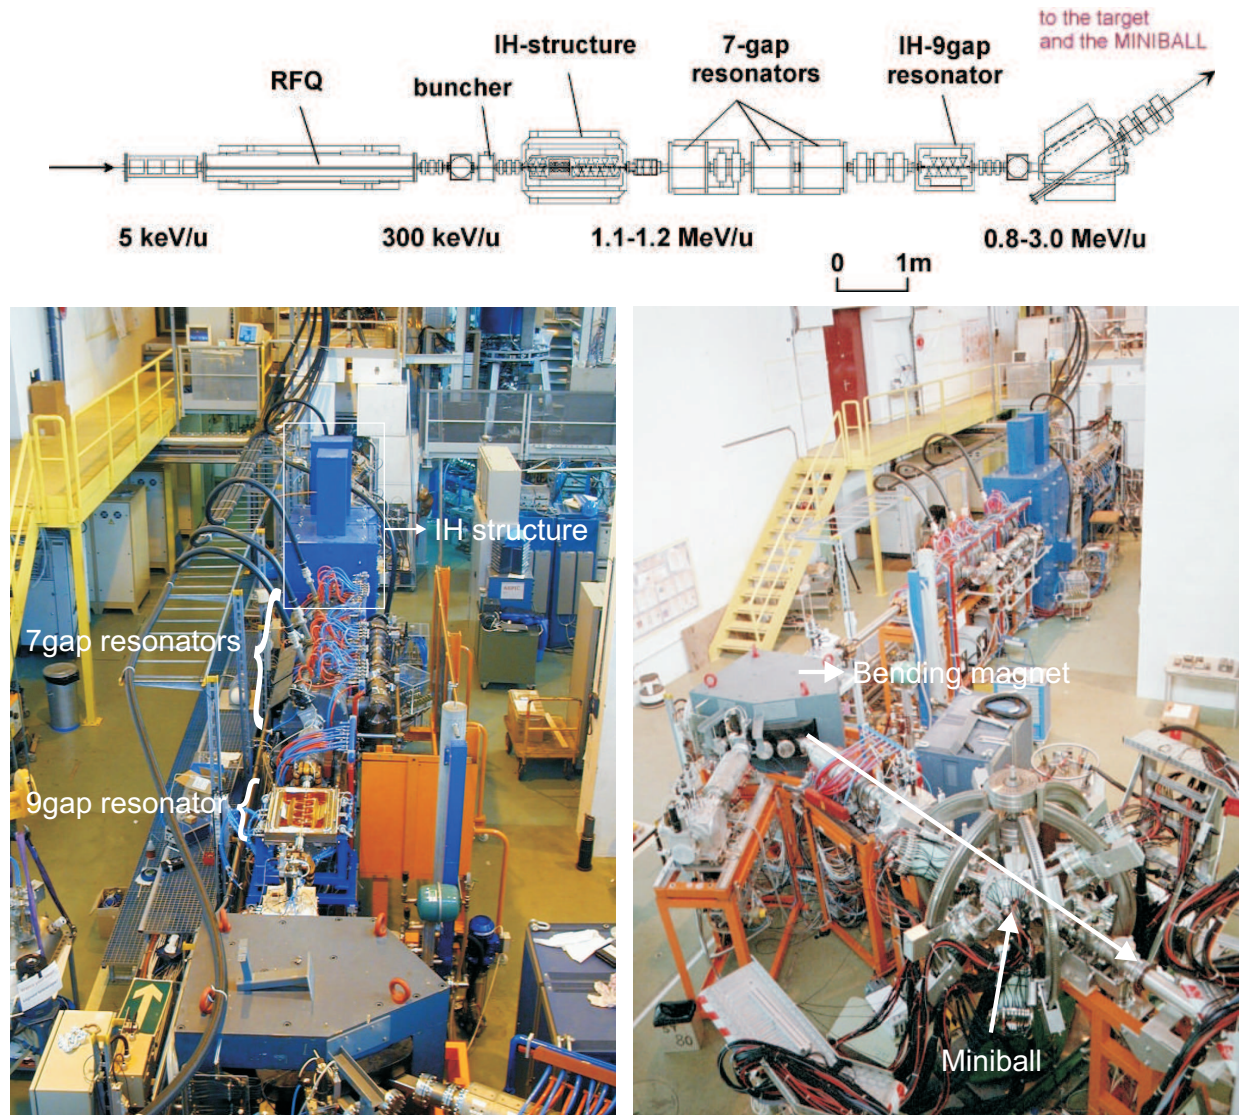 to the target
and the MINIBALL
IH-structure
7-gap
resonators
IH-9gap
resonator
RFQ
buncher
5 keV/u
300 keV/u
1.1-1.2 MeV/u
0.8-3.0 MeV/u
0 1m
IH structure
7gap resonators
9gap resonator
Bending magnet
Miniball
80